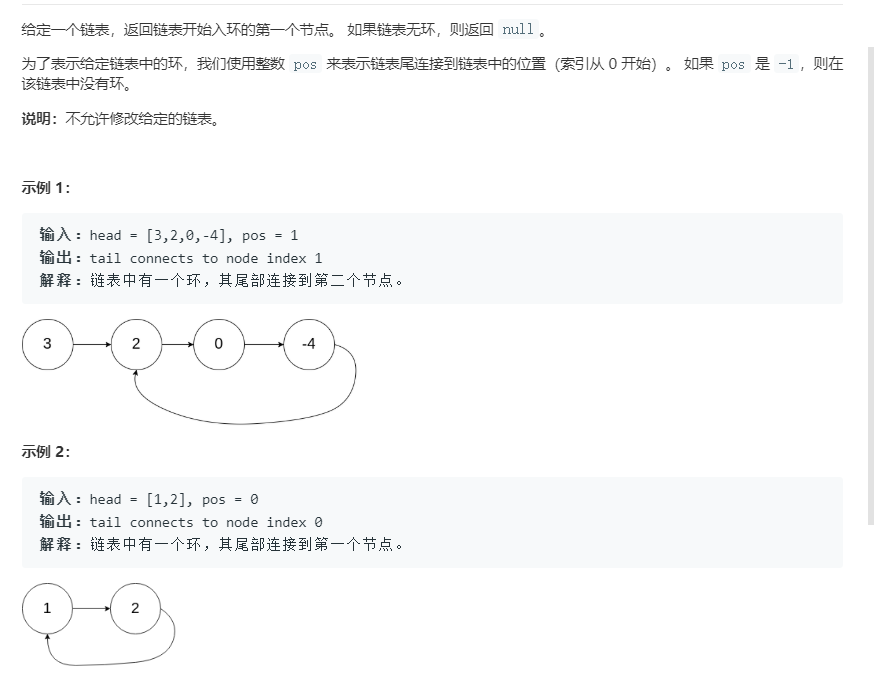 给定一个链表，返回链表开始入环的第一个节点。 如果链表无环，则返回 null 。
为了表示给定链表中的环，我们使用整数 pos 来表示链表尾连接到链表中的位置（索引从 0 开始）。 如果 pos 是 -1，则在
该链表中没有环。
说明：不允许修改给定的链表。
示例 1：
输入：head = [3,2,0,-4], pos = 1
输出：tail connects to node index 1
解释：链表中有一个环，其尾部连接到第二个节点。
3 2 0 -4
示例 2：
输入：head = [1,2], pos = 0
输出：tail connects to node index 0
解释：链表中有一个环，其尾部连接到第一个节点。
1 2